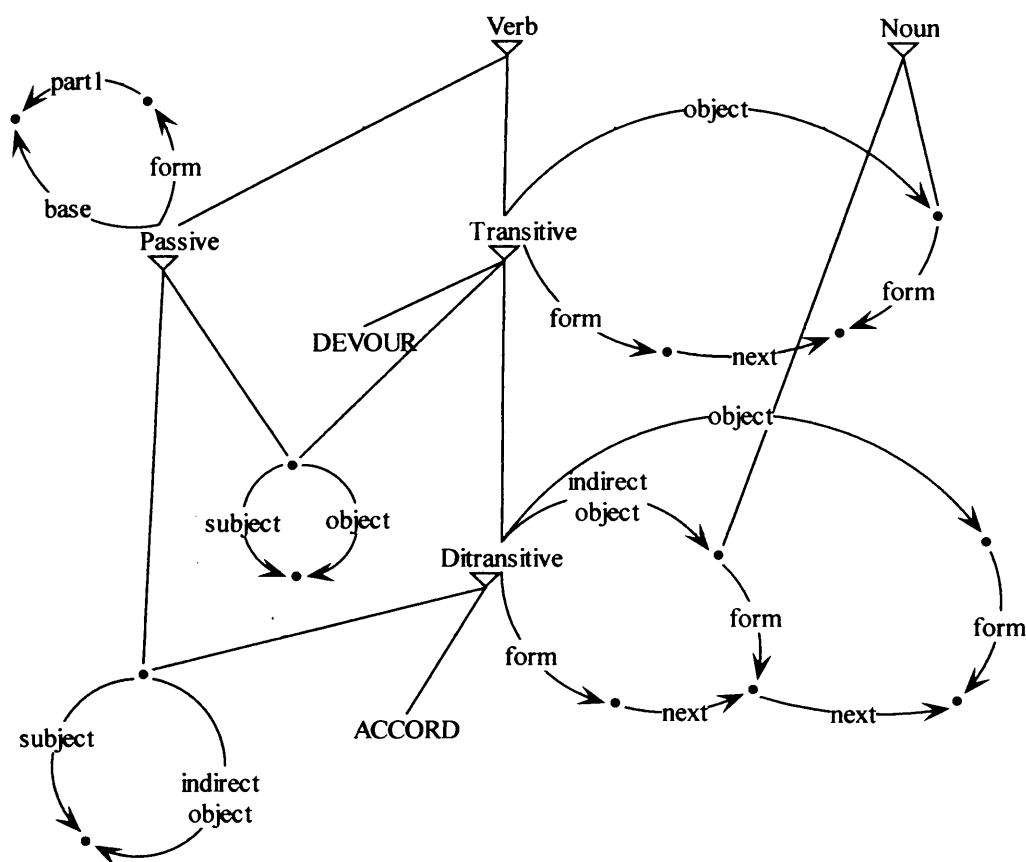 Verb
Noun
part1
object
form
base
Passive
Transitive
form
form
DEVOUR
next
object
indirect
object
subject
object
Ditransitive
form
form
form
next
next
ACCORD
subject
indirect
object